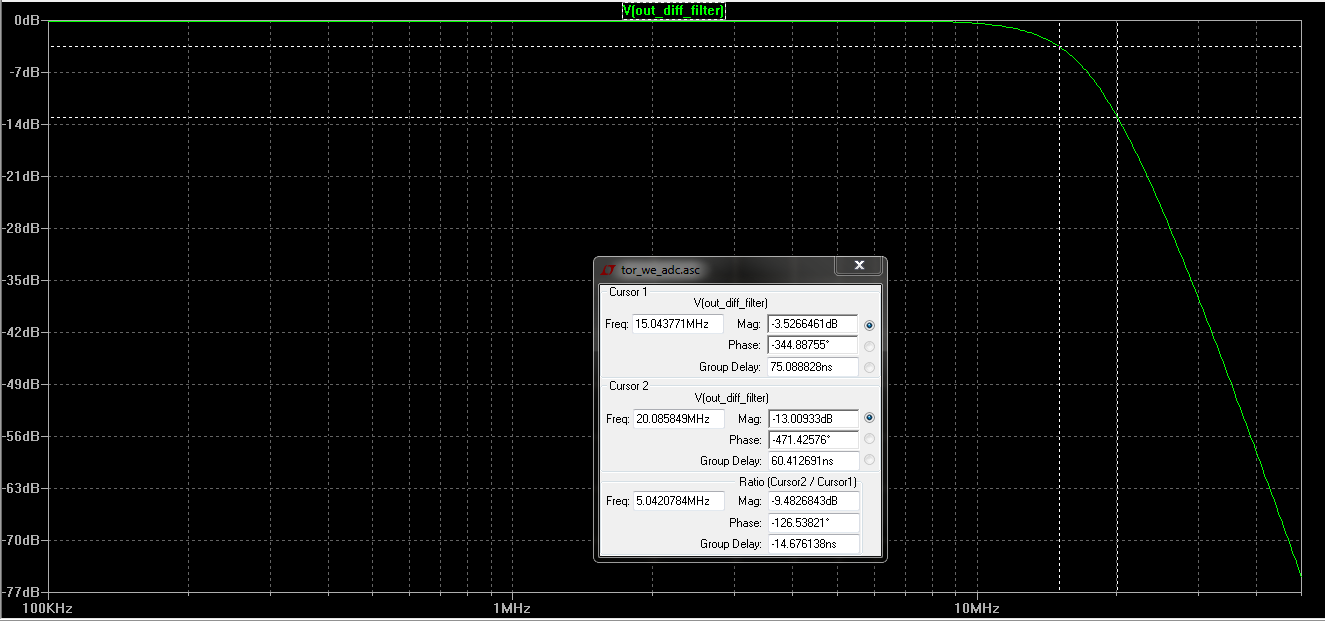 V(out_diff_filter)
0dB
-7dB
-14dB
-21dB
-28dB
-35dB
-42dB
-49dB
-56dB
-63dB
-70dB
-77dB
100KHz 1MHz 10MHz
tor_we_adc.asc
Cursor 1
V(out_diff_filter)
Freq: 15.043771MHz Mag: -3.5266461dB
Phase: -344.88755°
Group Delay: 75.088828ns
Cursor 2
V(out_diff_filter)
Freq: 20.085849MHz Mag: -13.00933dB
Phase: -471.42576°
Group Delay: 60.412691ns
Ratio (Cursor2 / Cursor1)
Freq: 5.0420784MHz Mag: -9.4826843dB
Phase: -126.53821°
Group Delay: -14.676138ns